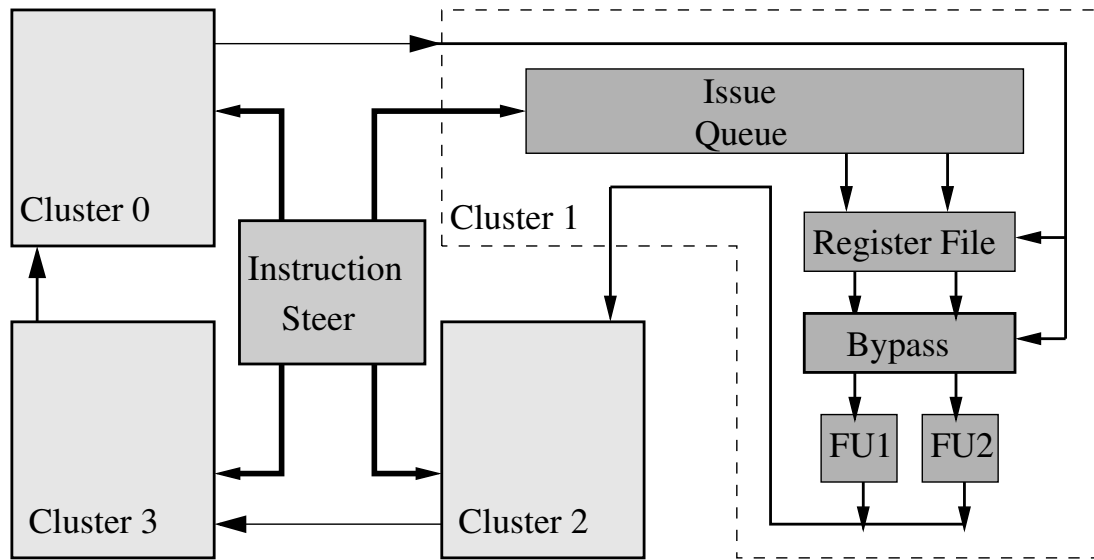 Issue
Queue
Cluster 0
Cluster 1
Register File
Instruction
Steer
Bypass
FU1
FU2
Cluster 3
Cluster 2